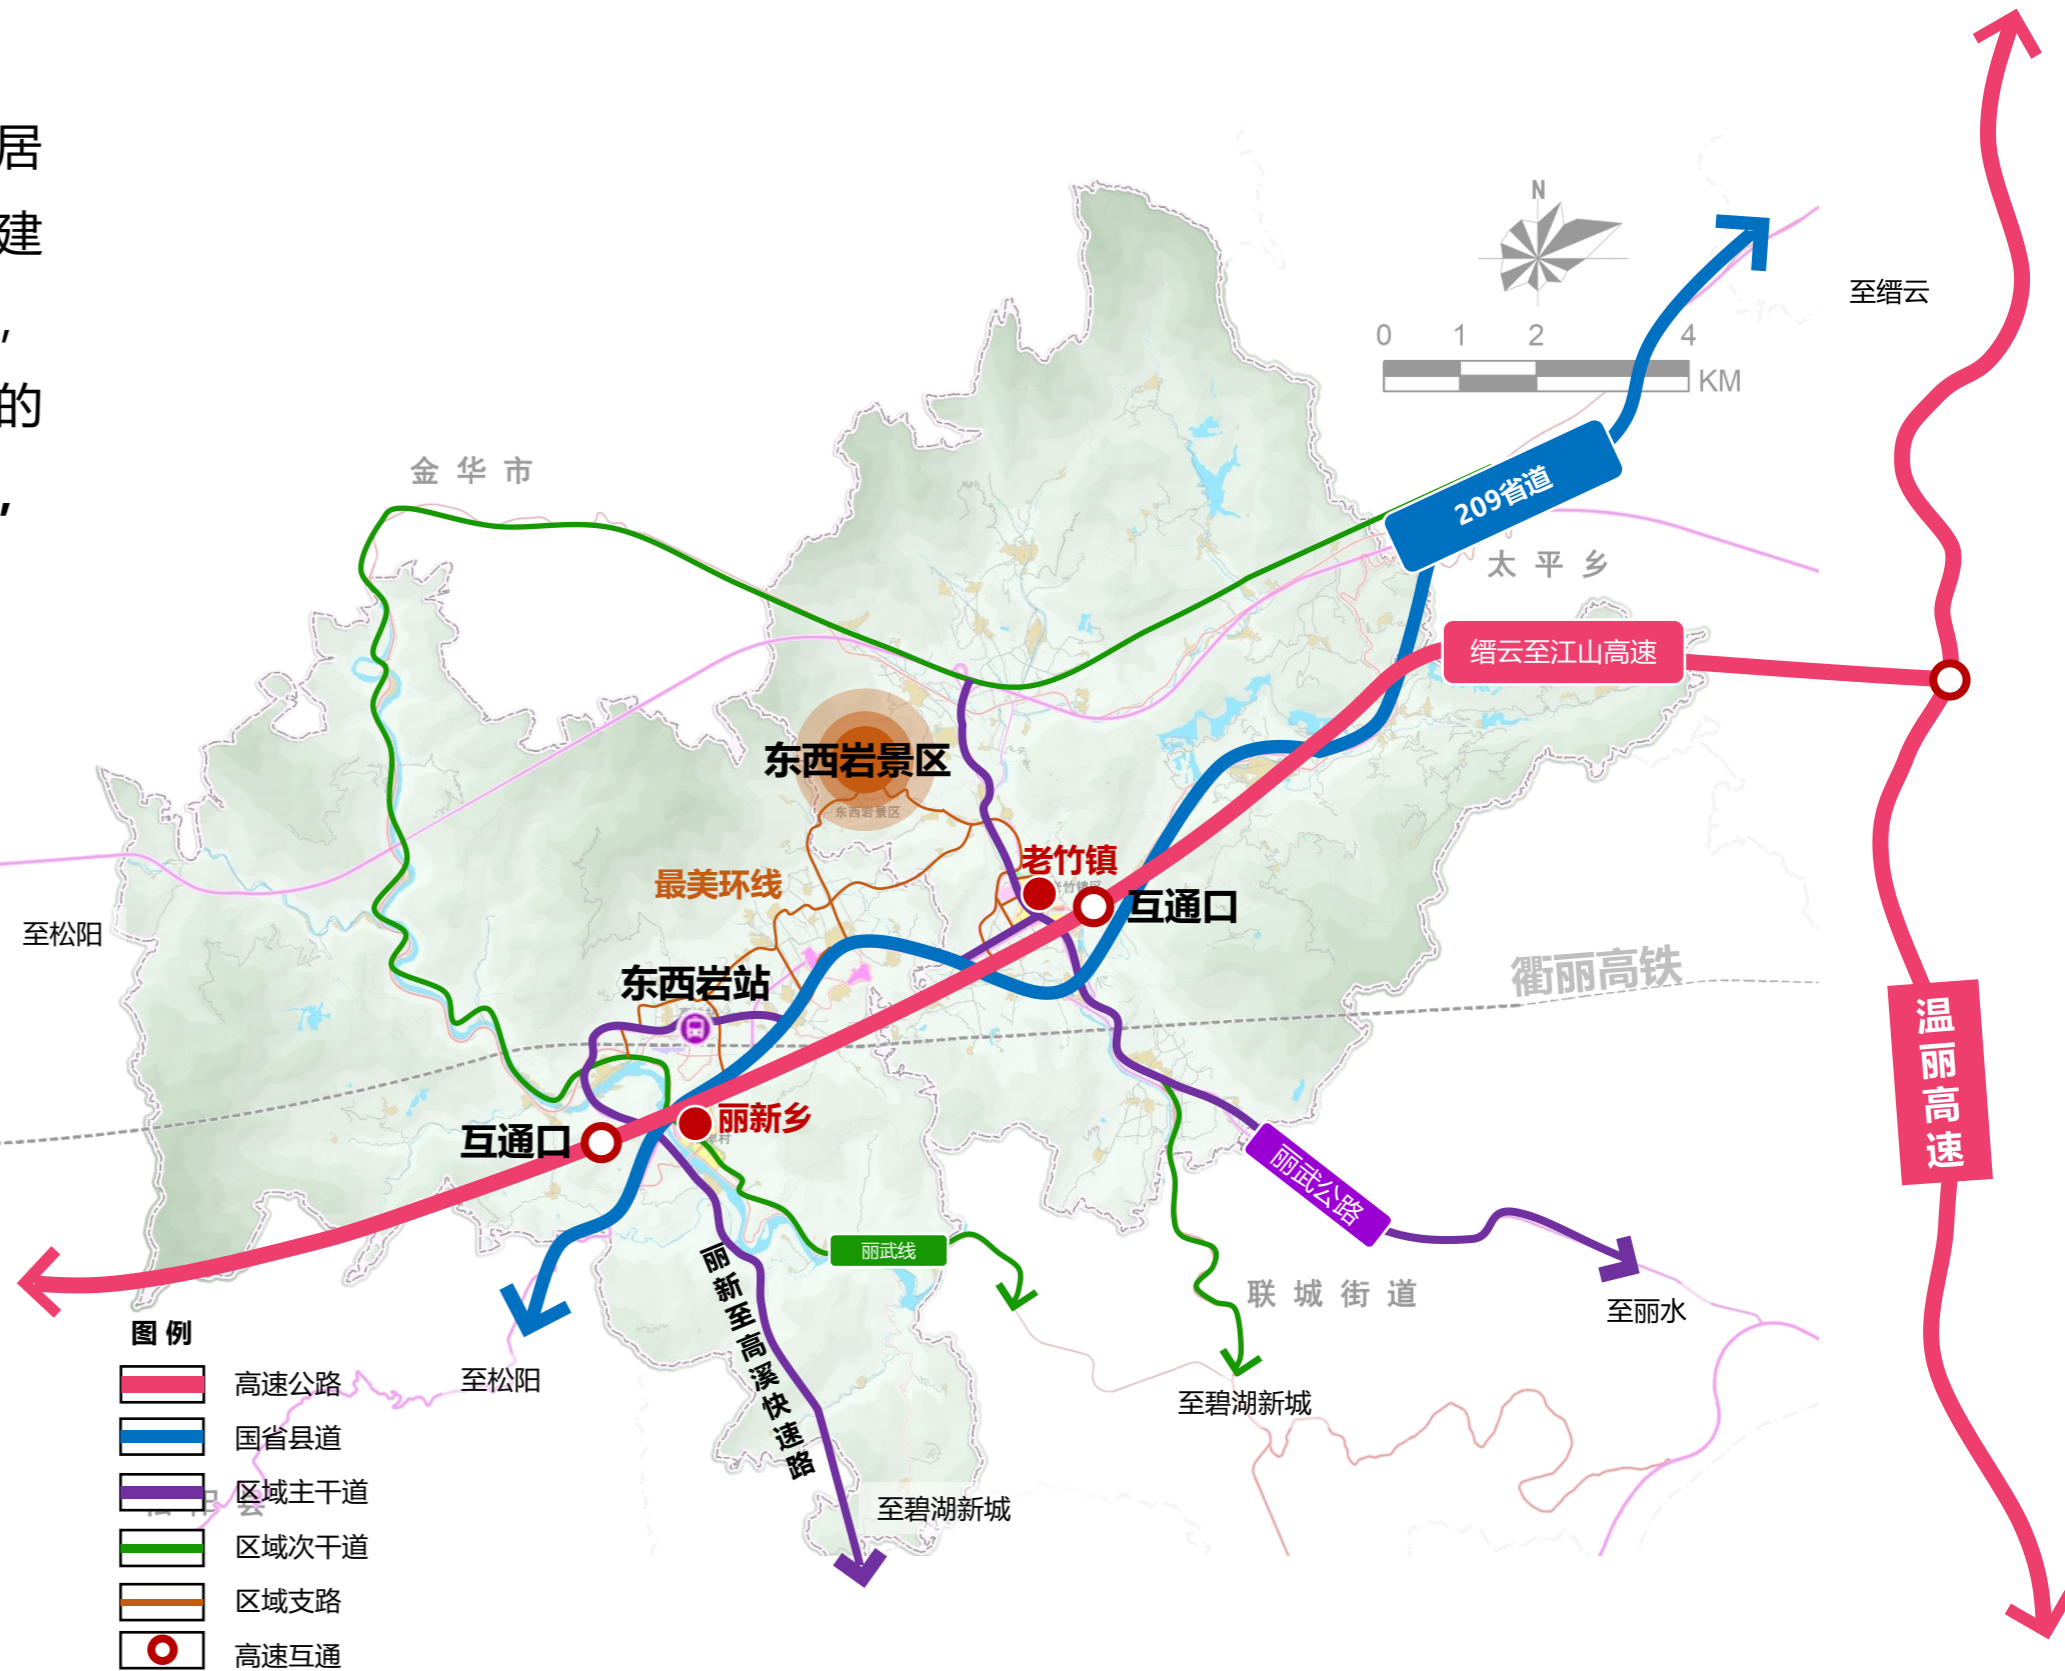 居
建
，
的
，
N
0 1 2 4
KM
至缙云
金华市
209省道
太平乡
缙云至江山高速
东西岩景区
东西岩景区
老竹镇
最美环线
互通口
至松阳
衢丽高铁
东西岩站
温丽高速
丽新乡
互通口
丽武公路
丽武线
丽新至高溪快速路
联城街道
至丽水
图例
高速公路
至松阳
至碧湖新城
国省县道
区域主干道
至碧湖新城
县
区域次干道
区域支路
高速互通